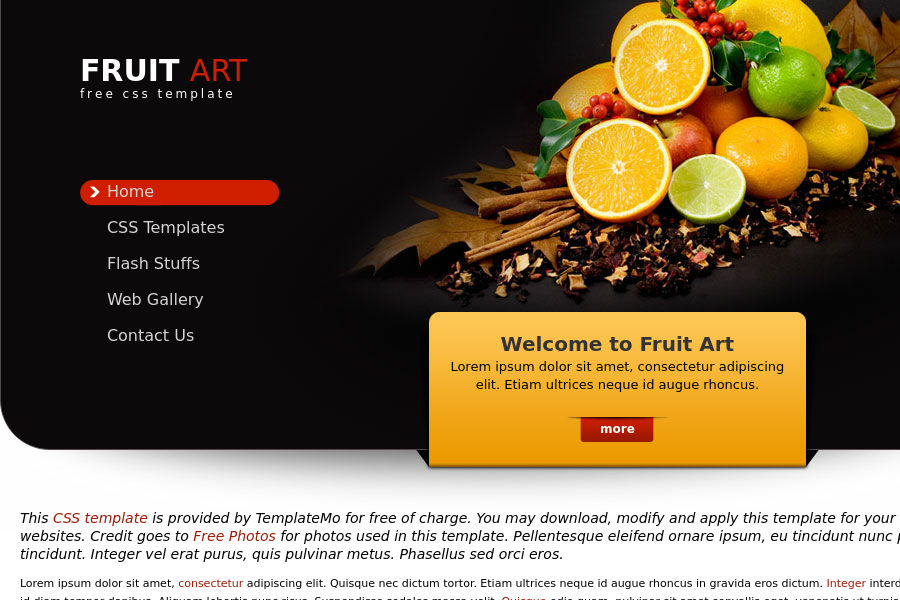 FRUIT ART
free css template
Home
CSS Templates
Flash Stuffs
Web Gallery
Contact Us
Welcome to Fruit Art
Lorem ipsum dolor sit amet, consectetur adipiscing
elit. Etiam ultrices neque id augue rhoncus.
more
This CSS template is provided by TemplateMo for free of charge. You may download, modify and apply this template for your
websites. Credit goes to Free Photos for photos used in this template. Pellentesque eleifend ornare ipsum, eu tincidunt nunc
tincidunt. Integer vel erat purus, quis pulvinar metus. Phasellus sed orci eros.
Lorem ipsum dolor sit amet, consectetur adipiscing elit. Quisque nec dictum tortor. Etiam ultrices neque id augue rhoncus in gravida eros dictum. Integer